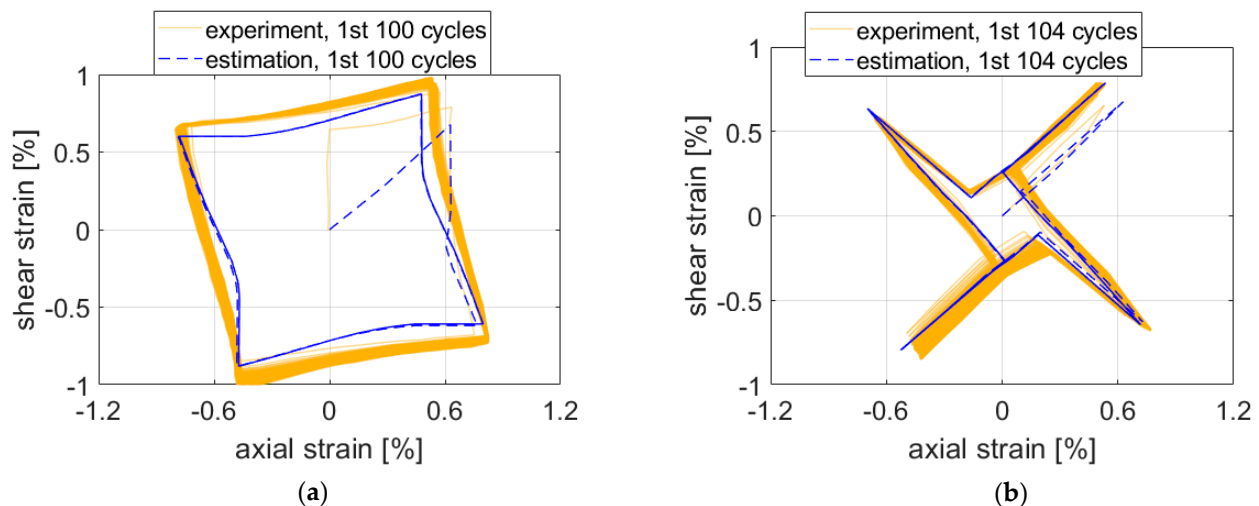 experiment, 1st 100 cycles
estimation, 1st 100 cycles
1
0.5
0
-0.5
-1
-1.2 -0.6 0 0.6 1.2
shear strain [%]
axial strain [%]
(a)
experiment, 1st 104 cycles
estimation, 1st 104 cycles
1
0.5
0
-0.5
-1
-1.2 -0.6 0 0.6 1.2
shear strain [%]
axial strain [%]
(b)